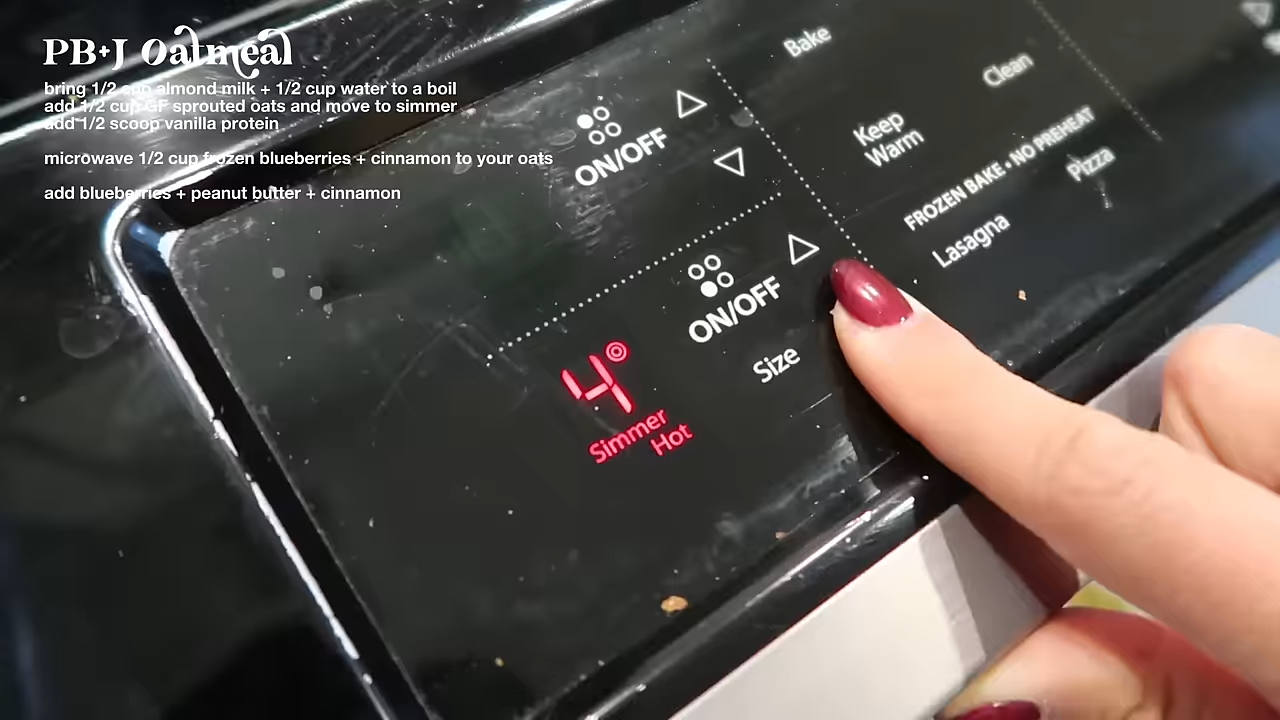 PB+J Oatmeal
bring 1/2 cup almond milk + 1/2 cup water to a boil
add 1/2 cup GF sprouted oats and move to simmer
add 1/2 scoop vanilla protein
microwave 1/2 cup frozen blueberries + cinnamon to your oats
add blueberries + peanut butter + cinnamon
Bake
Clean
ON/OFF
Keep
Warm
FROZEN BAKE • NO PREHEAT
Pizza
Lasagna
ON/OFF
Size
4°
Simmer
Hot